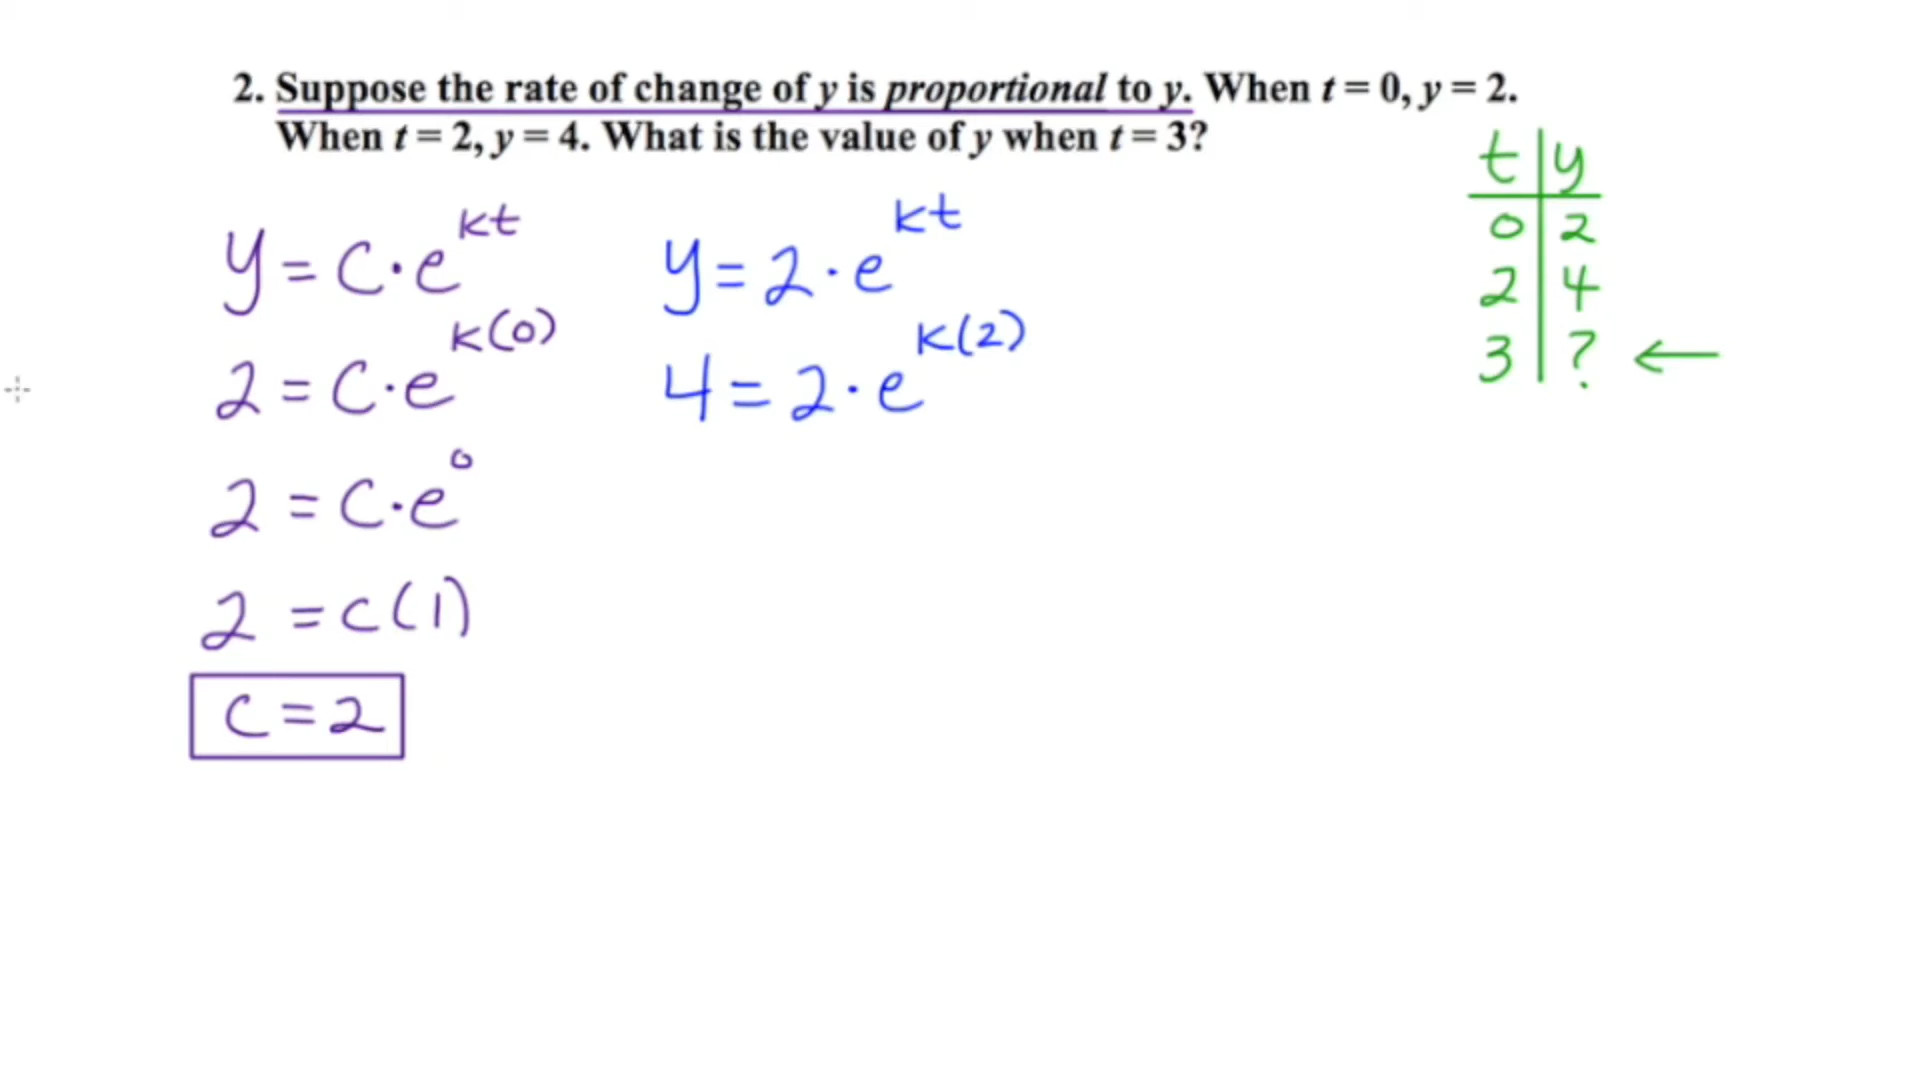 2. Suppose the rate of change of y is proportional to y. When t = 0, y = 2.
When t = 2, y = 4. What is the value of y when t = 3?
y = C · e^kt
2 = C · e^k(0)
2 = C · e^0
2 = C(1)
C = 2
y = 2 · e^kt
4 = 2 · e^k(2)
t | y
0 | 2
2 | 4
3 | ? ←